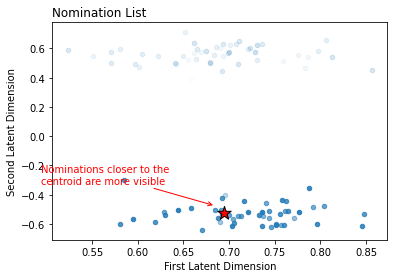 Nomination List
Second Latent Dimension
0.6
0.4
0.2
0.0
−0.2
−0.4
−0.6
Nominations closer to the
centroid are more visible
0.55 0.60 0.65 0.70 0.75 0.80 0.85
First Latent Dimension